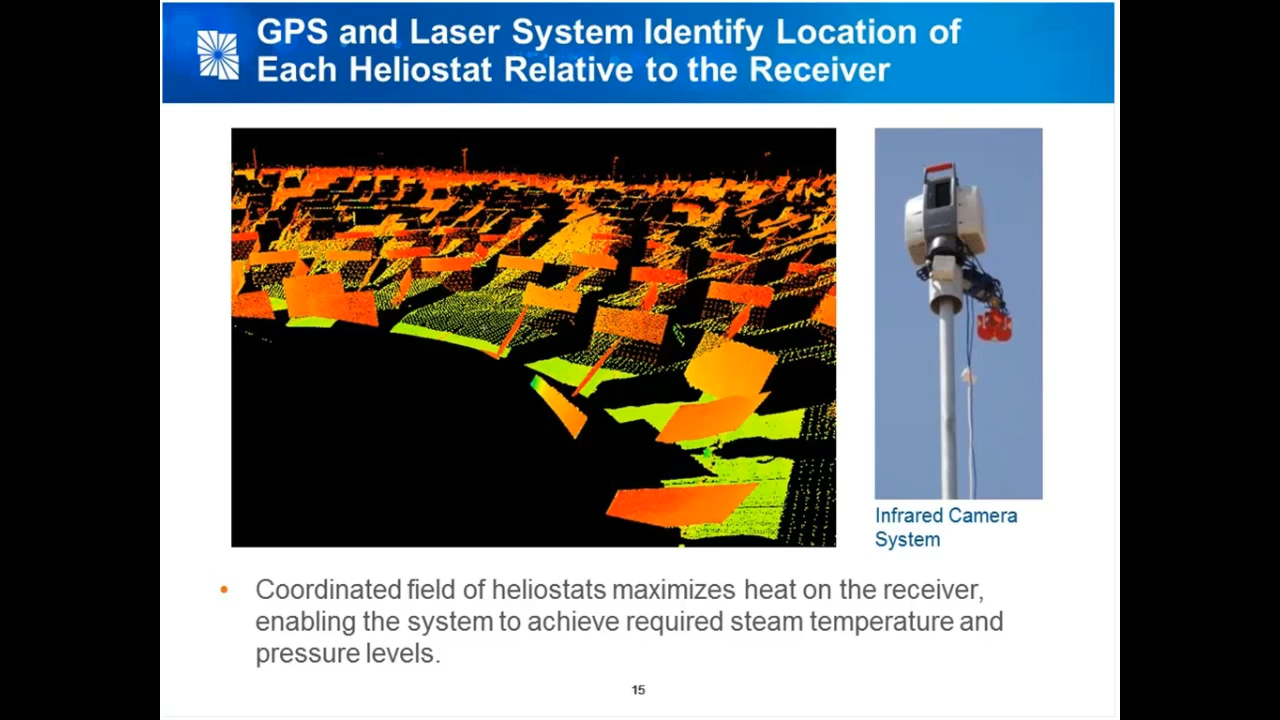 GPS and Laser System Identify Location of
Each Heliostat Relative to the Receiver
Infrared Camera
System
• Coordinated field of heliostats maximizes heat on the receiver,
enabling the system to achieve required steam temperature and
pressure levels.
15